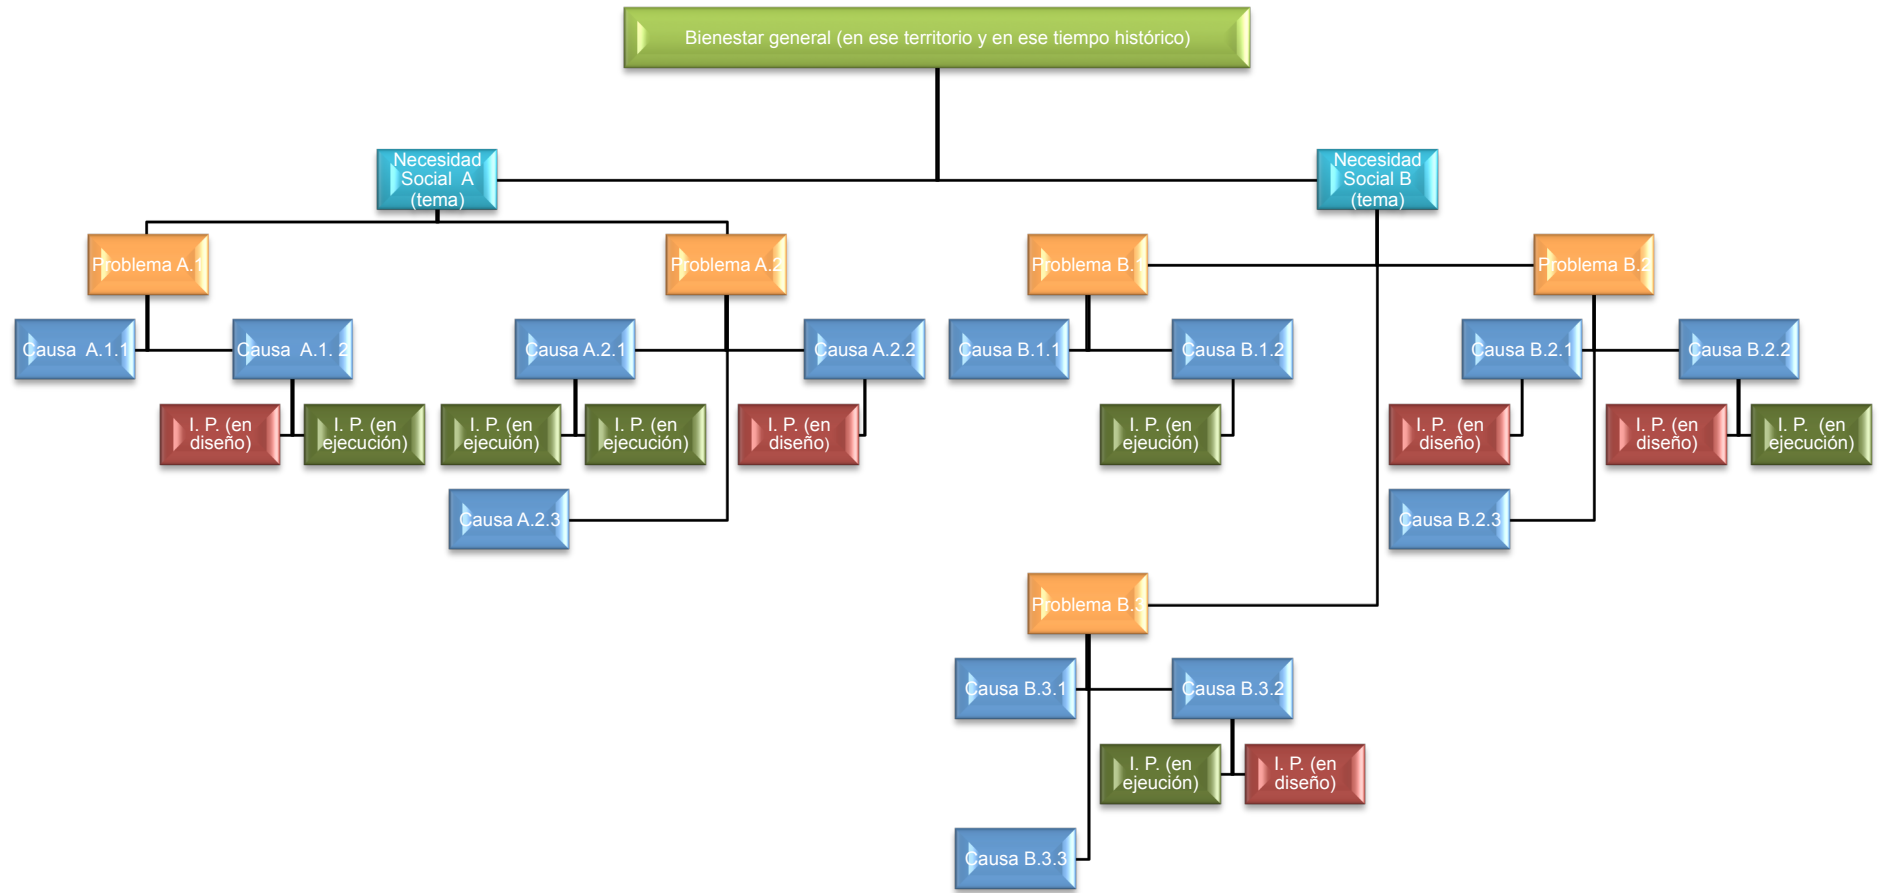 Bienestar general (en ese territorio y en ese tiempo histórico)
Necesidad
Social A
(tema)
Necesidad
Social B
(tema)
Problema A.1
Problema A.2
Problema B.1
Problema B.2
Causa A.1.1
Causa A.1. 2
Causa A.2.1
Causa A.2.2
Causa B.1.1
Causa B.1.2
Causa B.2.1
Causa B.2.2
I. P. (en
diseño)
I. P. (en
ejecución)
I. P. (en
ejecuión)
I. P. (en
ejecución)
I. P. (en
diseño)
I. P. (en
ejeución)
I. P. (en
diseño)
I. P. (en
diseño)
I. P. (en
ejecución)
Causa A.2.3
Causa B.2.3
Problema B.3
Causa B.3.1
Causa B.3.2
I. P. (en
ejeución)
I. P. (en
diseño)
Causa B.3.3